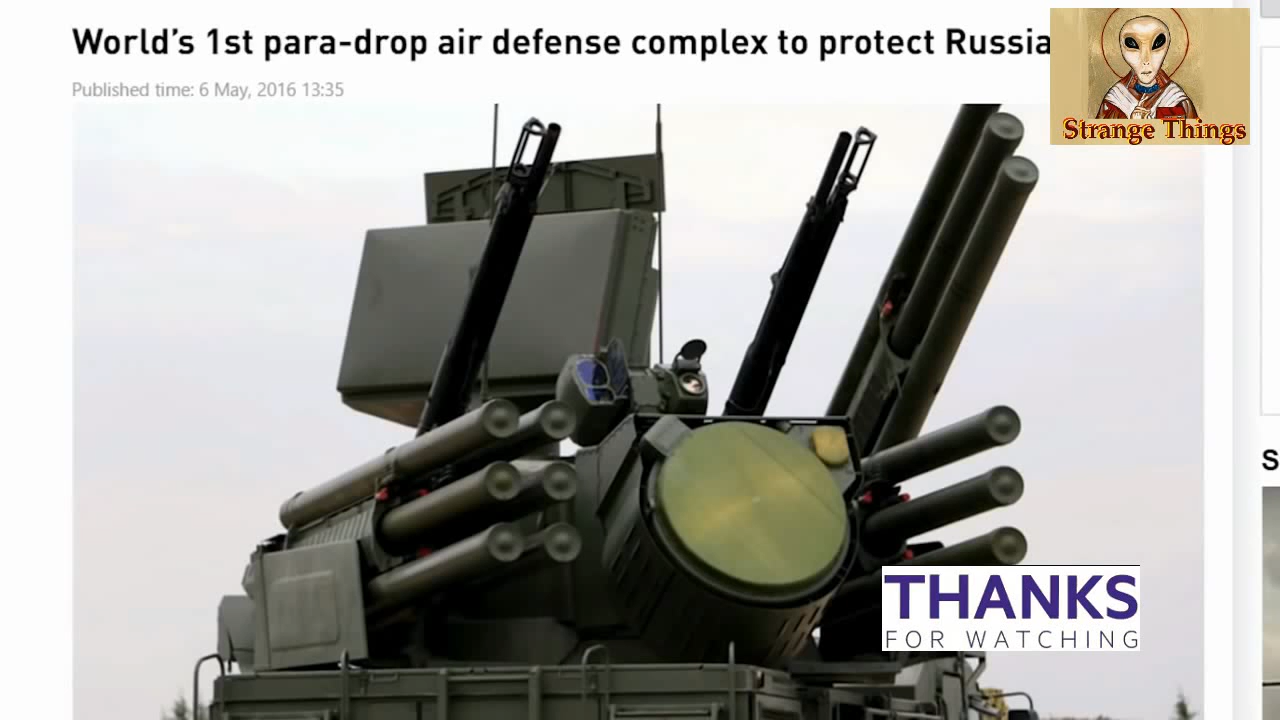 World's 1st para-drop air defense complex to protect Russia
Published time: 6 May, 2016 13:35
Strange Things
S
THANKS
FOR WATCHING